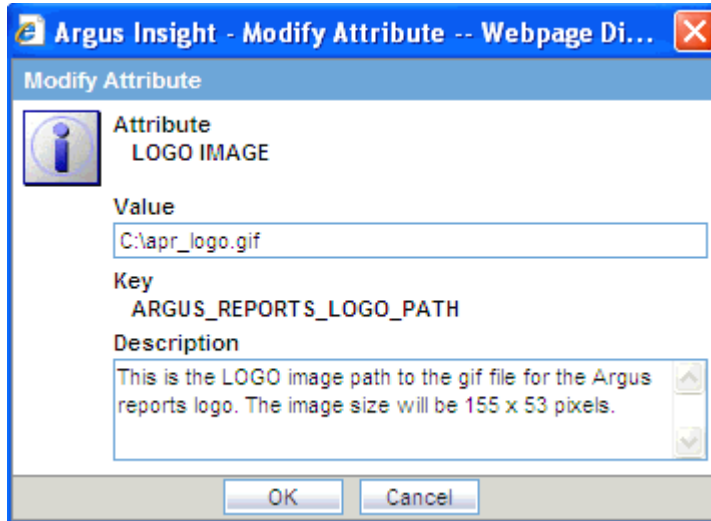 Argus Insight - Modify Attribute -- Webpage Di...
Modify Attribute
Attribute
LOGO IMAGE
Value
C:\apr_logo.gif
Key
ARGUS_REPORTS_LOGO_PATH
Description
This is the LOGO image path to the gif file for the Argus
reports logo. The image size will be 155 x 53 pixels.
OK Cancel